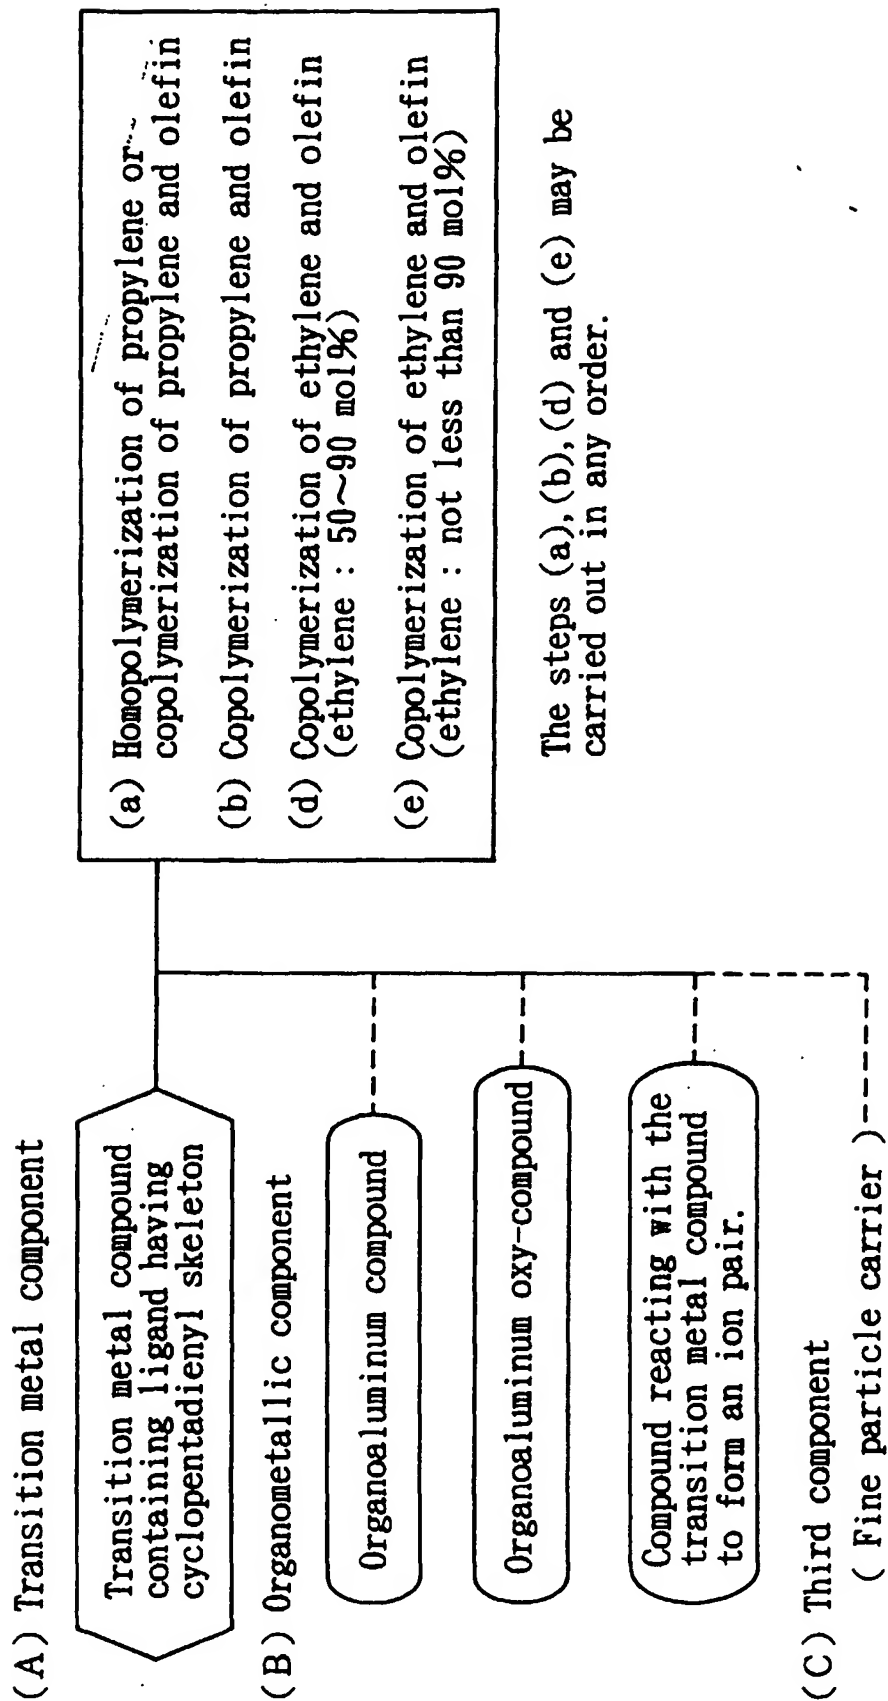 (A) Transition metal component
Transition metal compound
containing ligand having
cyclopentadienyl skeleton
(B) Organometallic component
Organoaluminum compound
Organoaluminum oxy-compound
Compound reacting with the
transition metal compound
to form an ion pair.
(C) Third component
( Fine particle carrier )
(a) Homopolymerization of propylene or
copolymerization of propylene and olefin
(b) Copolymerization of propylene and olefin
(d) Copolymerization of ethylene and olefin
(ethylene : 50~90 mol%)
(e) Copolymerization of ethylene and olefin
(ethylene : not less than 90 mol%)
The steps (a),(b),(d) and (e) may be
carried out in any order.